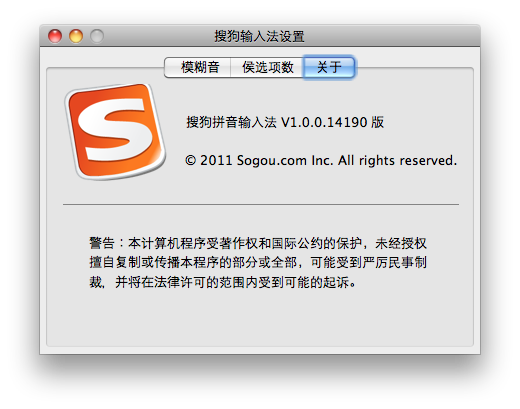 搜狗输入法设置
模糊音 侯选项数 关于
搜狗拼音输入法 V1.0.0.14190 版
© 2011 Sogou.com Inc. All rights reserved.
警告：本计算机程序受著作权和国际公约的保护，未经授权
擅自复制或传播本程序的部分或全部，可能受到严厉民事制
裁，并将在法律许可的范围内受到可能的起诉。